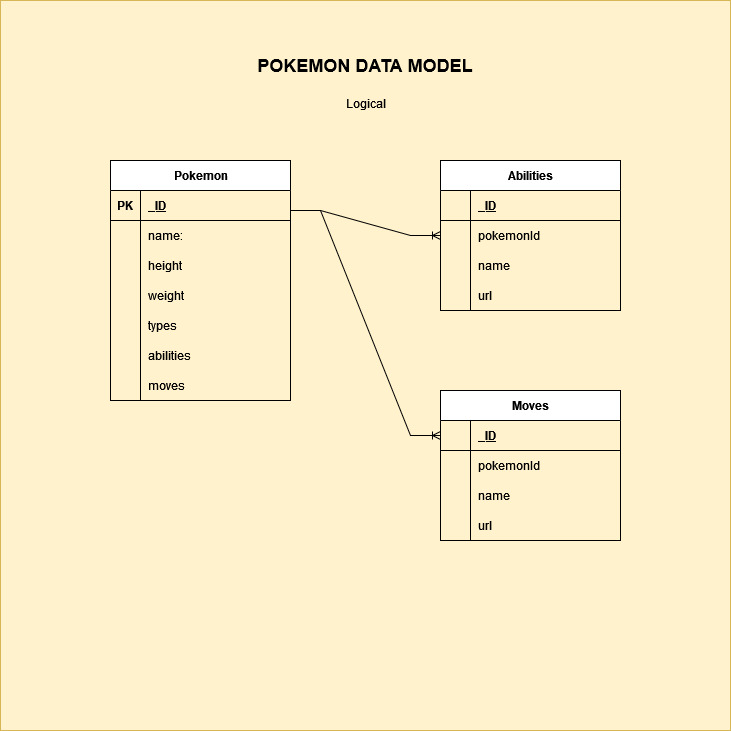 POKEMON DATA MODEL
Logical
Pokemon
PK _ID
name:
height
weight
types
abilities
moves
Abilities
_ID
pokemonId
name
url
Moves
_ID
pokemonId
name
url